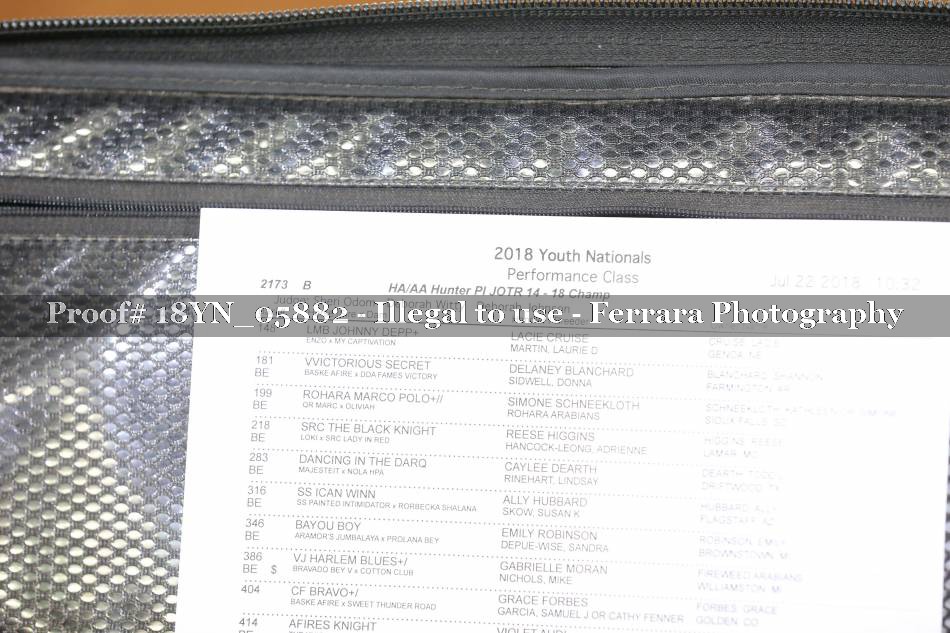 2018 Youth Nationals
Performance Class
Jul 22 2018 10:32
2173 B HA/AA Hunter Pl JOTR 14 - 18 Champ
Proof# 18YN_05882 - Illegal to use - Ferrara Photography
148 LMB JOHNNY DEPP+ LACIE CRUISE
ENZO x MY CAPTIVATION MARTIN, LAURIE D GENOA, NE
181 VVICTORIOUS SECRET DELANEY BLANCHARD BLANCHARD, SHANNON
BE BASKE AFIRE x DDA FAMES VICTORY SIDWELL, DONNA FARMINGTON, AR
199 ROHARA MARCO POLO+// SIMONE SCHNEEKLOTH
BE QR MARC x OLIVIAH ROHARA ARABIANS SIOUX FALLS, SD
218 SRC THE BLACK KNIGHT REESE HIGGINS HIGGINS, REESE
BE LOKI x SRC LADY IN RED HANCOCK-LEONG, ADRIENNE LAMAR, MO
283 DANCING IN THE DARQ CAYLEE DEARTH
BE MAJESTEIT x NOLA HPA RINEHART, LINDSAY DRIFTWOOD, TX
316 SS ICAN WINN ALLY HUBBARD HUBBARD, ALLY
BE SS PAINTED INTIMIDATOR x RORBECKA SHALANA SKOW, SUSAN K FLAGSTAFF, AZ
346 BAYOU BOY EMILY ROBINSON ROBINSON, EMILY
BE ARAMOR'S JUMBALAYA x PROLANA BEY DEPUE-WISE, SANDRA BROWNSTOWN, MI
386 VJ HARLEM BLUES+/ GABRIELLE MORAN FIREWEED ARABIANS
BE $ BRAVADO BEY V x COTTON CLUB NICHOLS, MIKE WILLIAMSTON, MI
404 CF BRAVO+/ GRACE FORBES FORBES, GRACE
BASKE AFIRE x SWEET THUNDER ROAD GARCIA, SAMUEL J OR CATHY FENNER GOLDEN, CO
414 AFIRES KNIGHT